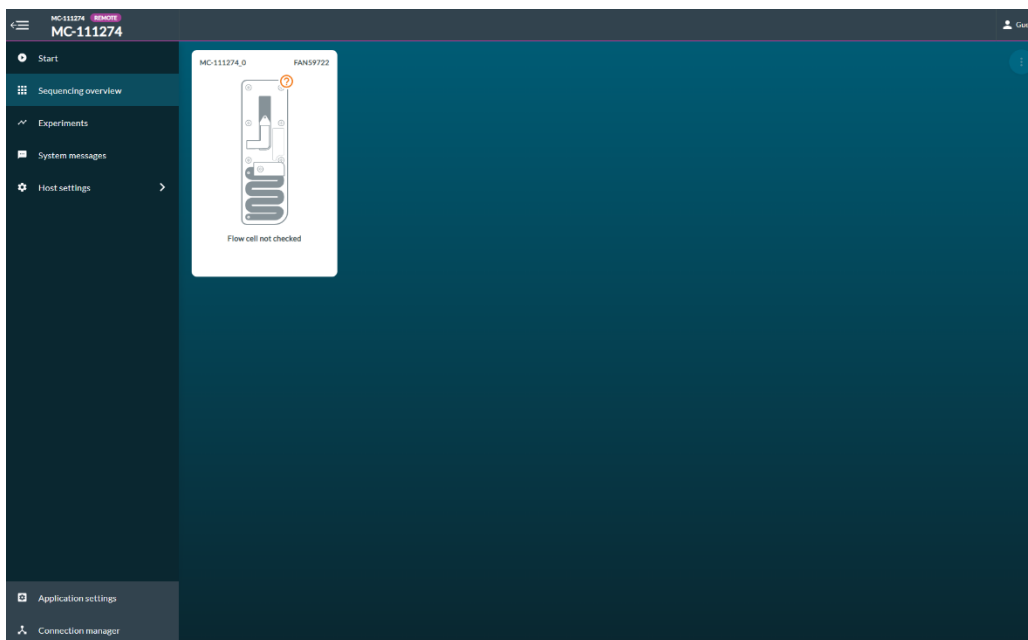 MC-111274 REMOTE
MC-111274
Start
Sequencing overview
Experiments
System messages
Host settings
Application settings
Connection manager
MC-111274_0 FAN59722
?
Flow cell not checked